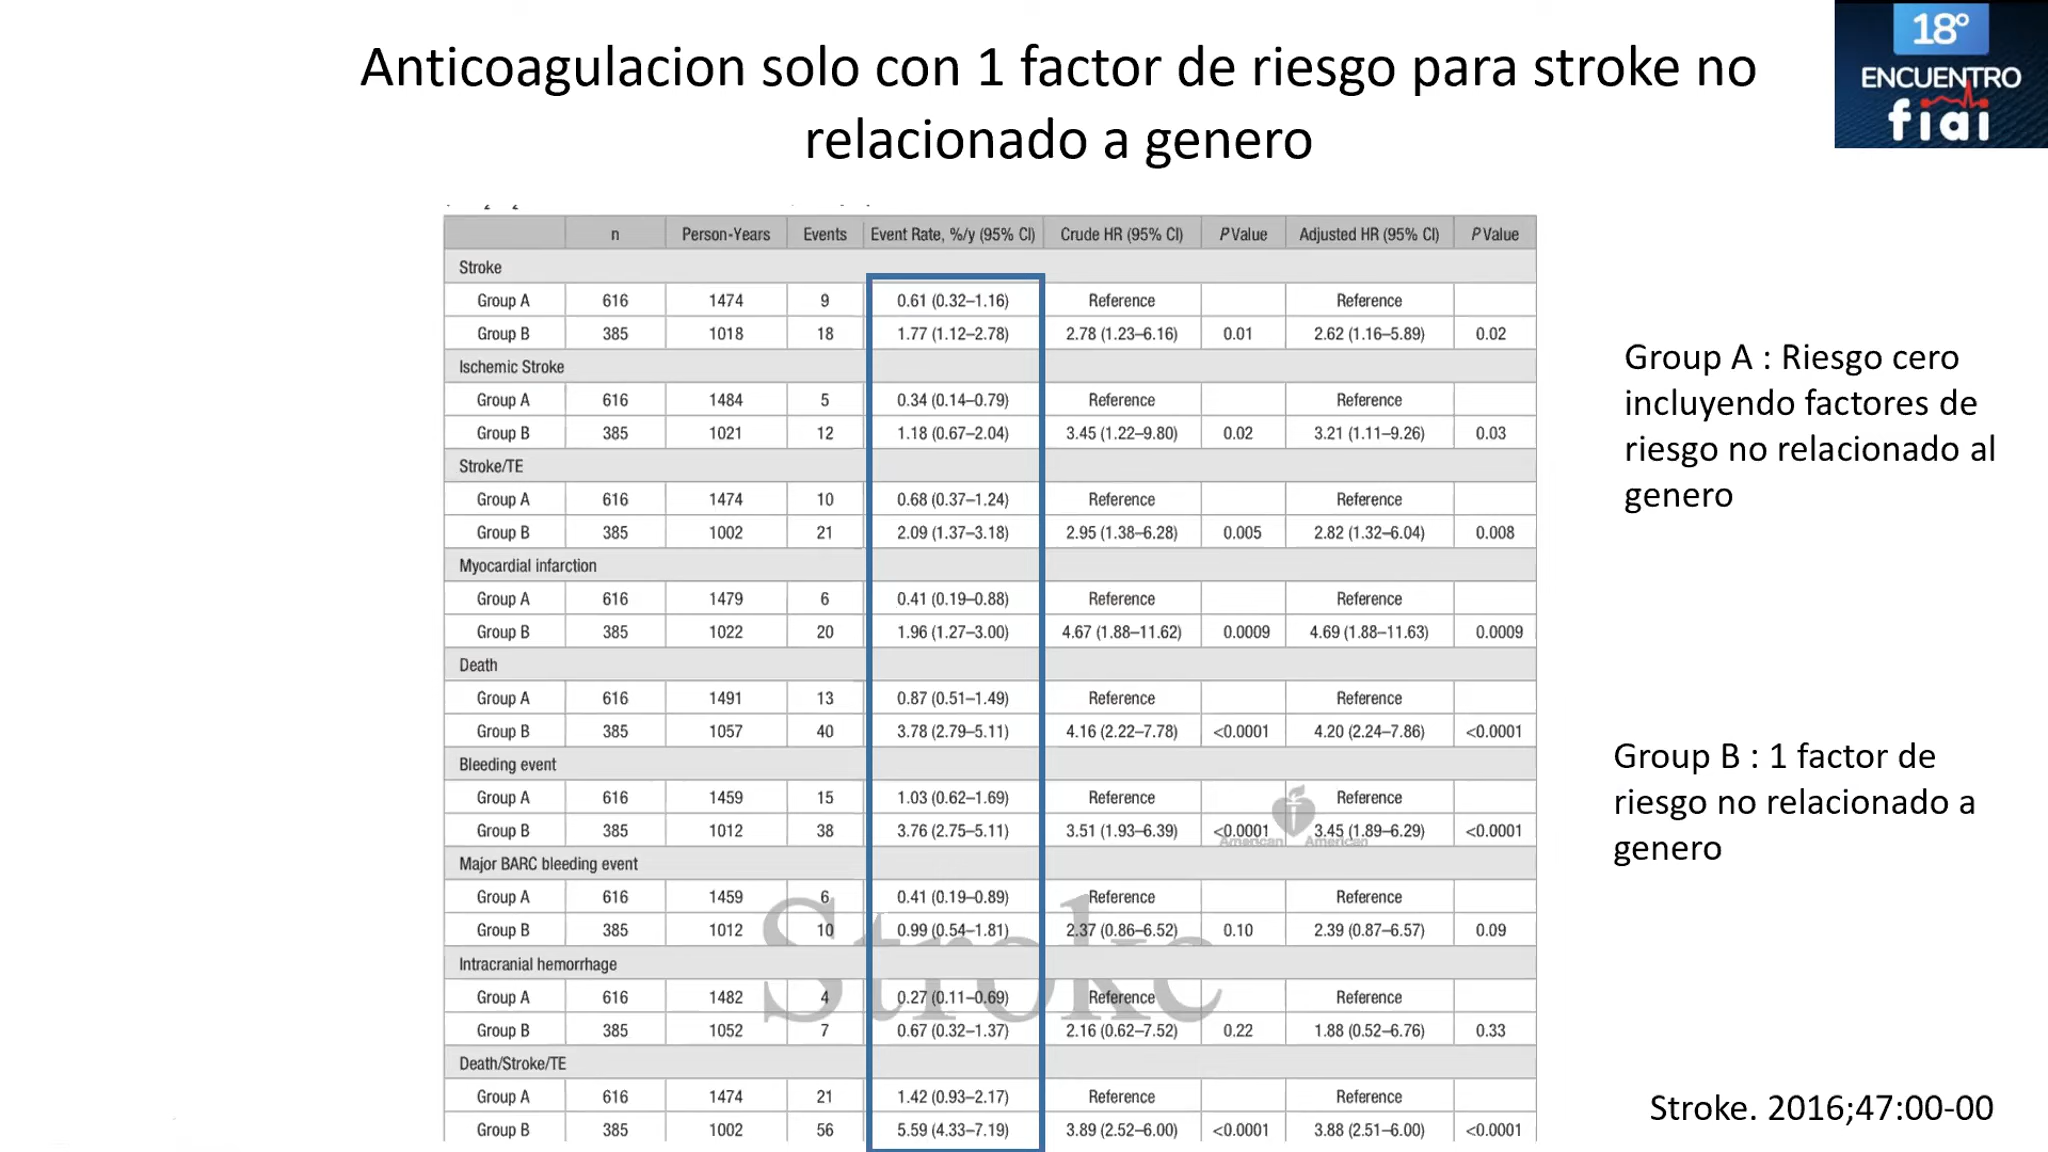 Anticoagulacion solo con 1 factor de riesgo para stroke no
relacionado a genero
18º
ENCUENTRO
fiai
n Person-Years Events Event Rate, %/y (95% CI) Crude HR (95% CI) P Value Adjusted HR (95% CI) P Value
Stroke
Group A 616 1474 9 0.61 (0.32–1.16) Reference Reference
Group B 385 1018 18 1.77 (1.12–2.78) 2.78 (1.23–6.16) 0.01 2.62 (1.16–5.89) 0.02
Ischemic Stroke
Group A 616 1484 5 0.34 (0.14–0.79) Reference Reference
Group B 385 1021 12 1.18 (0.67–2.04) 3.45 (1.22–9.80) 0.02 3.21 (1.11–9.26) 0.03
Stroke/TE
Group A 616 1474 10 0.68 (0.37–1.24) Reference Reference
Group B 385 1002 21 2.09 (1.37–3.18) 2.95 (1.38–6.28) 0.005 2.82 (1.32–6.04) 0.008
Myocardial infarction
Group A 616 1479 6 0.41 (0.19–0.88) Reference Reference
Group B 385 1022 20 1.96 (1.27–3.00) 4.67 (1.88–11.62) 0.0009 4.69 (1.88–11.63) 0.0009
Death
Group A 616 1491 13 0.87 (0.51–1.49) Reference Reference
Group B 385 1057 40 3.78 (2.79–5.11) 4.16 (2.22–7.78) <0.0001 4.20 (2.24–7.86) <0.0001
Bleeding event
Group A 616 1459 15 1.03 (0.62–1.69) Reference Reference
Group B 385 1012 38 3.76 (2.75–5.11) 3.51 (1.93–6.39) <0.0001 3.45 (1.89–6.29) <0.0001
American American
Major BARC bleeding event
Group A 616 1459 6 0.41 (0.19–0.89) Reference Reference
Group B 385 1012 10 0.99 (0.54–1.81) 2.37 (0.86–6.52) 0.10 2.39 (0.87–6.57) 0.09
Stroke
Intracranial hemorrhage
Group A 616 1482 4 0.27 (0.11–0.69) Reference Reference
Group B 385 1052 7 0.67 (0.32–1.37) 2.16 (0.62–7.52) 0.22 1.88 (0.52–6.76) 0.33
Death/Stroke/TE
Group A 616 1474 21 1.42 (0.93–2.17) Reference Reference
Group B 385 1002 56 5.59 (4.33–7.19) 3.89 (2.52–6.00) <0.0001 3.88 (2.51–6.00) <0.0001
Group A : Riesgo cero
incluyendo factores de
riesgo no relacionado al
genero
Group B : 1 factor de
riesgo no relacionado a
genero
Stroke. 2016;47:00-00